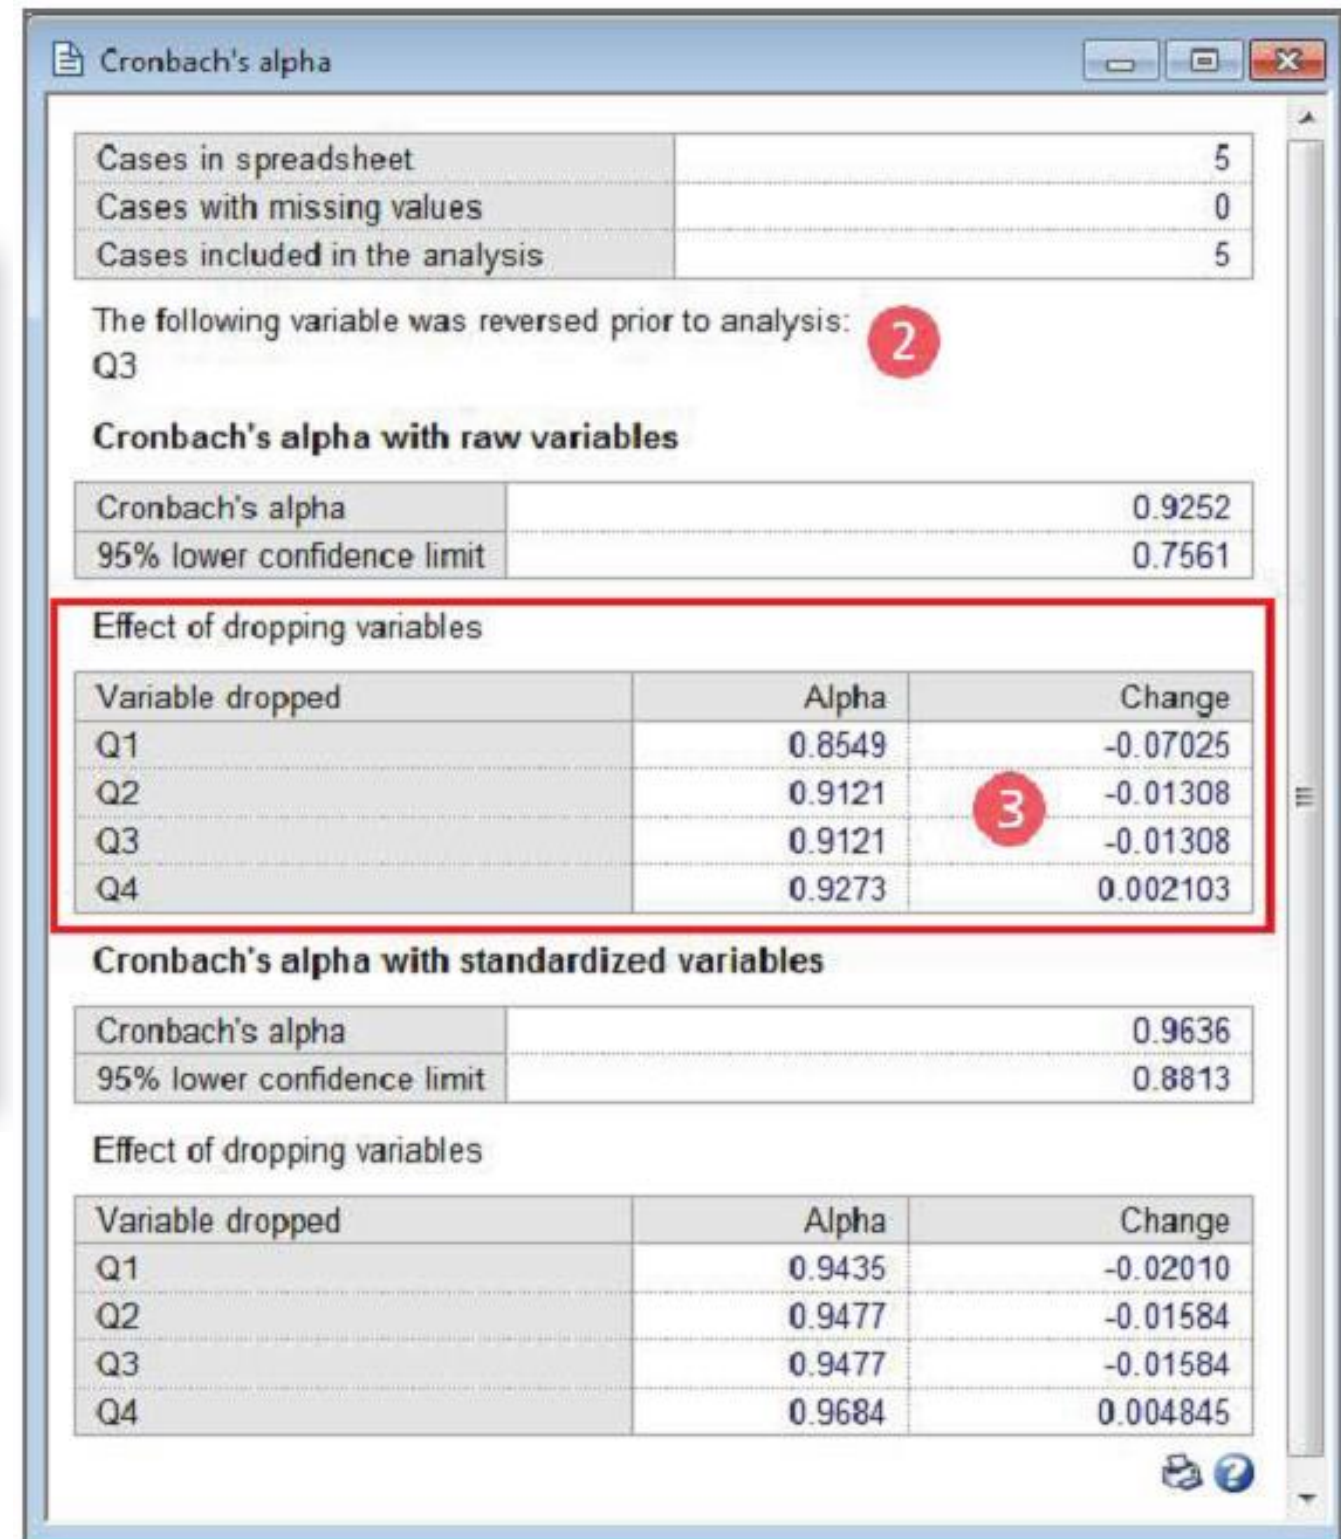 Cronbach's alpha
Cases in spreadsheet 5
Cases with missing values 0
Cases included in the analysis 5
The following variable was reversed prior to analysis: 2
Q3
Cronbach's alpha with raw variables
Cronbach's alpha 0.9252
95% lower confidence limit 0.7561
Effect of dropping variables
Variable dropped Alpha Change
Q1 0.8549 -0.07025
Q2 0.9121 -0.01308
3
Q3 0.9121 -0.01308
Q4 0.9273 0.002103
Cronbach's alpha with standardized variables
Cronbach's alpha 0.9636
95% lower confidence limit 0.8813
Effect of dropping variables
Variable dropped Alpha Change
Q1 0.9435 -0.02010
Q2 0.9477 -0.01584
Q3 0.9477 -0.01584
Q4 0.9684 0.004845
?